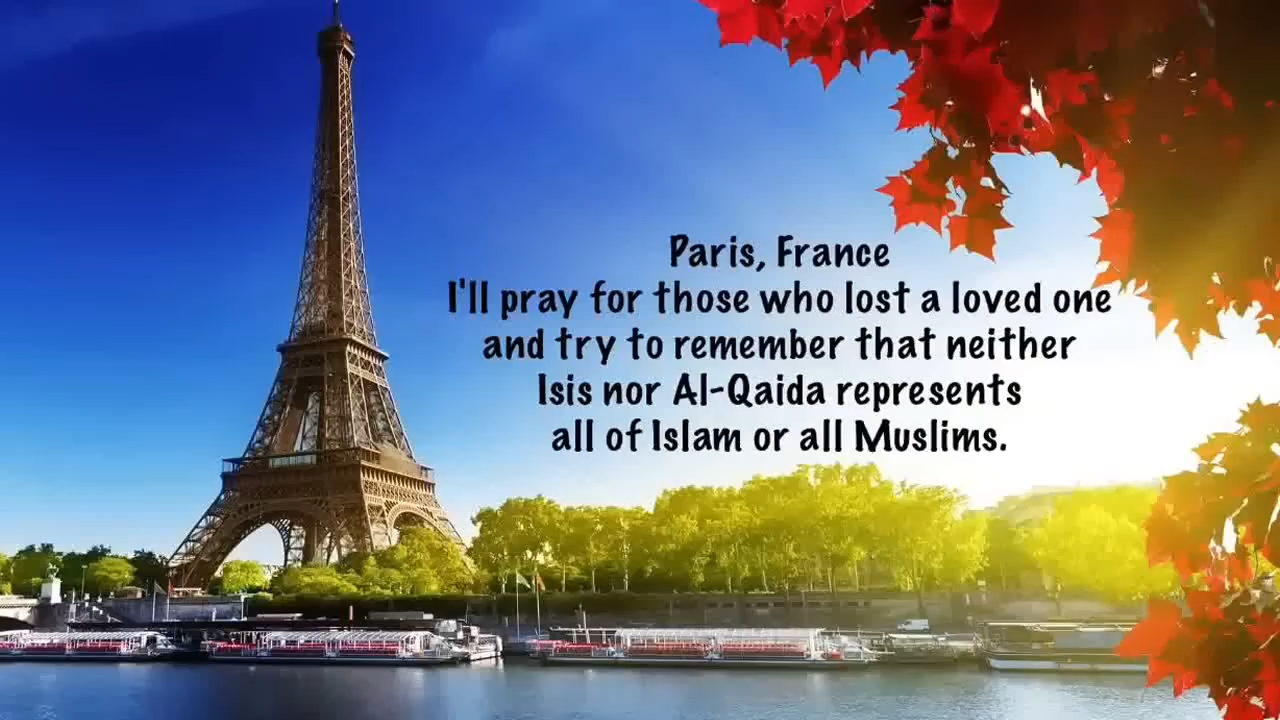 Paris, France
I'll pray for those who lost a loved one
and try to remember that neither
Isis nor Al-Qaida represents
all of Islam or all Muslims.